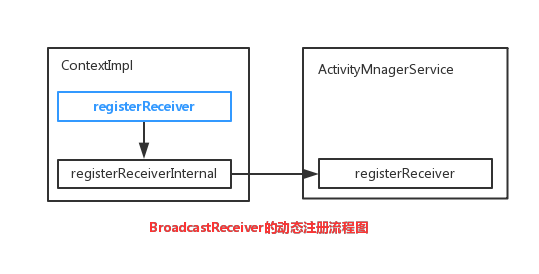 ContextImpl
registerReceiver
registerReceiverInternal
ActivityMnagerService
registerReceiver
BroadcastReceiver的动态注册流程图